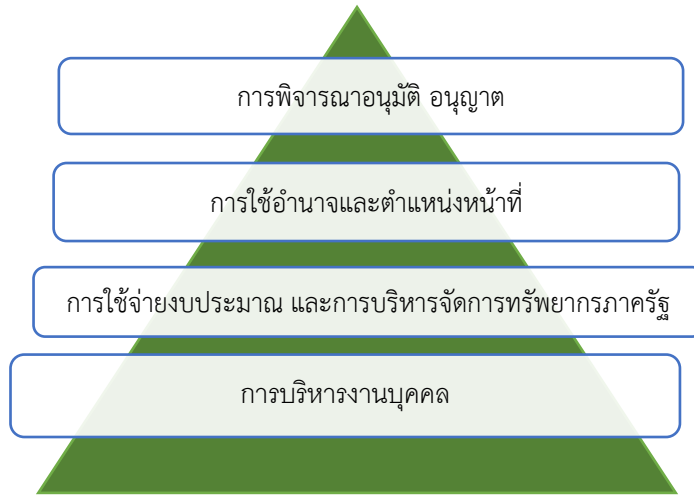 การพิจารณาอนุมัติ อนุญาต
การใช้อำนาจและตำแหน่งหน้าที่
การใช้จ่ายงบประมาณ และการบริหารจัดการทรัพยากรภาครัฐ
การบริหารงานบุคคล